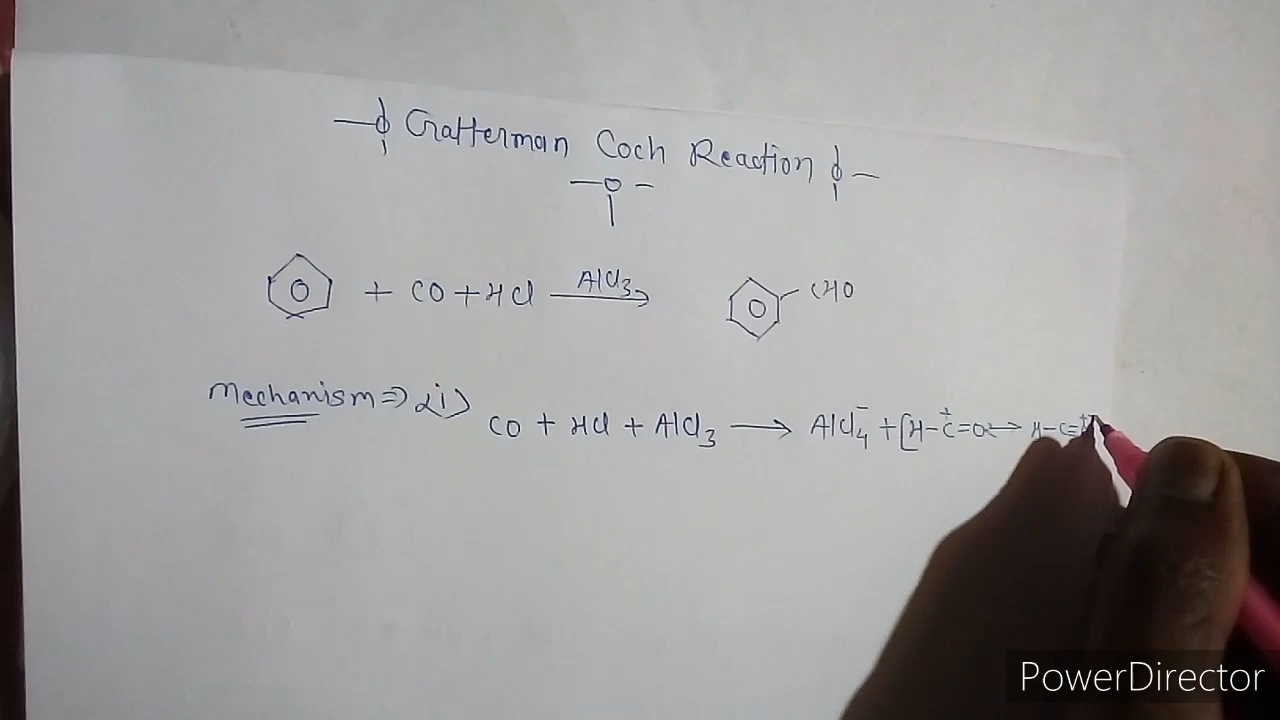 Gatterman Coch Reaction
+ CO + HCl AlCl3 → CHO
Mechanism ⇒ (i)
CO + HCl + AlCl3 → AlCl4⁻ + [H-C⁺=O ↔ H-C≡
PowerDirector